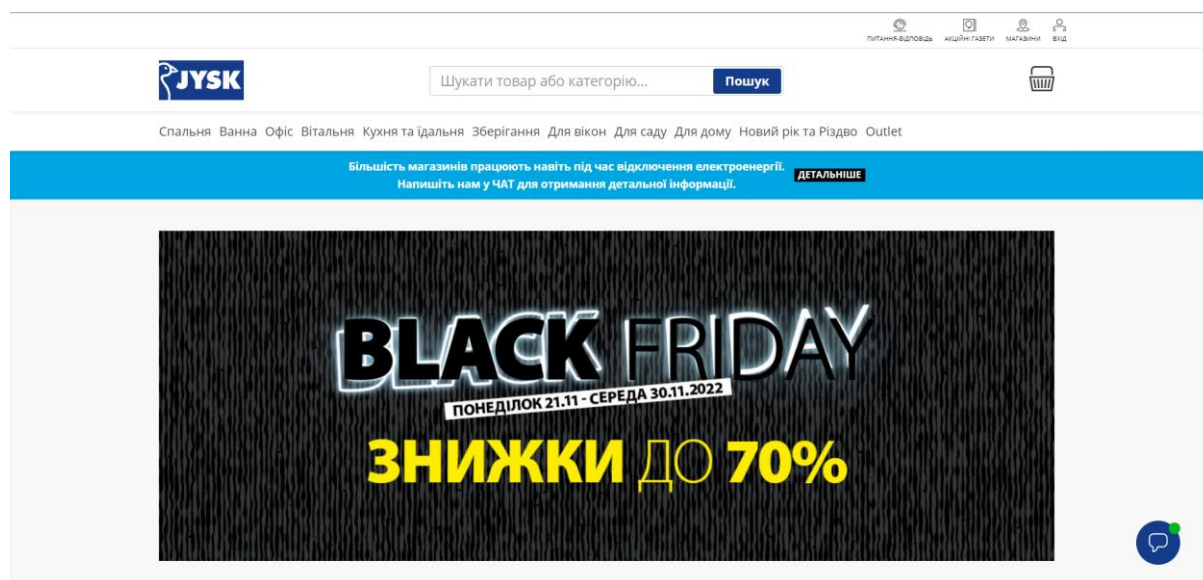 ПИТАННЯ-ВІДПОВІДЬ АКЦІЙНІ ГАЗЕТИ МАГАЗИНИ ВХІД
JYSK
Шукати товар або категорію... Пошук
Спальня Ванна Офіс Вітальня Кухня та їдальня Зберігання Для вікон Для саду Для дому Новий рік та Різдво Outlet
Більшість магазинів працюють навіть під час відключення електроенергії.
Напишіть нам у ЧАТ для отримання детальної інформації.
ДЕТАЛЬНІШЕ
BLACK FRIDAY
ПОНЕДІЛОК 21.11 - СЕРЕДА 30.11.2022
ЗНИЖКИ ДО 70%